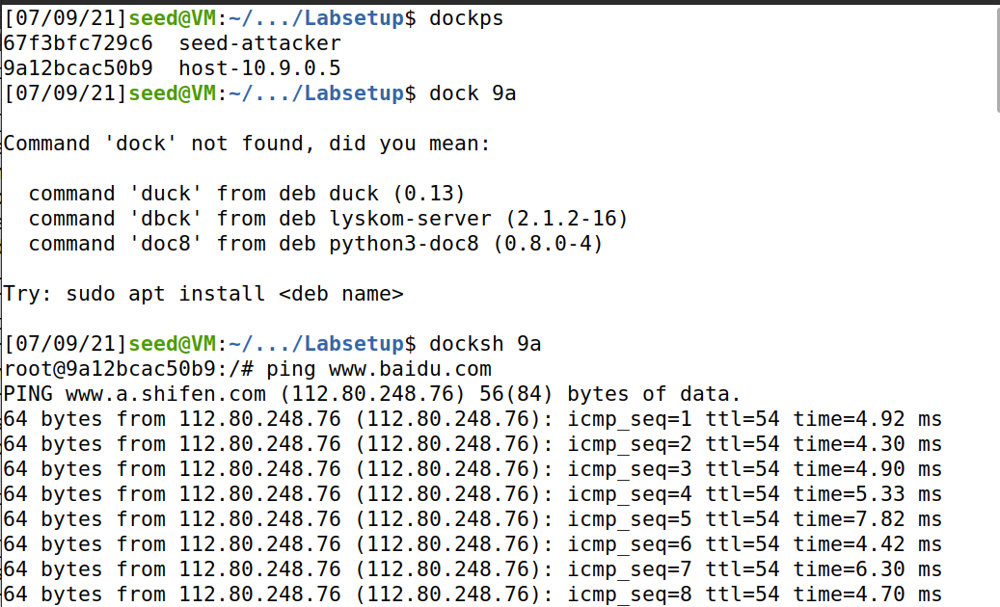 [07/09/21]seed@VM:~/.../Labsetup$ dockps
67f3bfc729c6  seed-attacker
9a12bcac50b9  host-10.9.0.5
[07/09/21]seed@VM:~/.../Labsetup$ dock 9a
Command 'dock' not found, did you mean:
  command 'duck' from deb duck (0.13)
  command 'dbck' from deb lyskom-server (2.1.2-16)
  command 'doc8' from deb python3-doc8 (0.8.0-4)
Try: sudo apt install <deb name>
[07/09/21]seed@VM:~/.../Labsetup$ docksh 9a
root@9a12bcac50b9:/# ping www.baidu.com
PING www.a.shifen.com (112.80.248.76) 56(84) bytes of data.
64 bytes from 112.80.248.76 (112.80.248.76): icmp_seq=1 ttl=54 time=4.92 ms
64 bytes from 112.80.248.76 (112.80.248.76): icmp_seq=2 ttl=54 time=4.30 ms
64 bytes from 112.80.248.76 (112.80.248.76): icmp_seq=3 ttl=54 time=4.90 ms
64 bytes from 112.80.248.76 (112.80.248.76): icmp_seq=4 ttl=54 time=5.33 ms
64 bytes from 112.80.248.76 (112.80.248.76): icmp_seq=5 ttl=54 time=7.82 ms
64 bytes from 112.80.248.76 (112.80.248.76): icmp_seq=6 ttl=54 time=4.42 ms
64 bytes from 112.80.248.76 (112.80.248.76): icmp_seq=7 ttl=54 time=6.30 ms
64 bytes from 112.80.248.76 (112.80.248.76): icmp_seq=8 ttl=54 time=4.70 ms